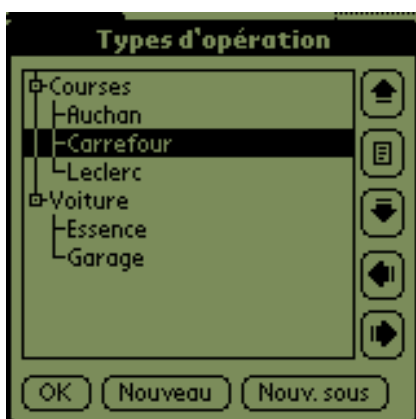 Types d'opération
Courses
Auchan
Carrefour
Leclerc
Voiture
Essence
Garage
OK Nouveau Nouv. sous